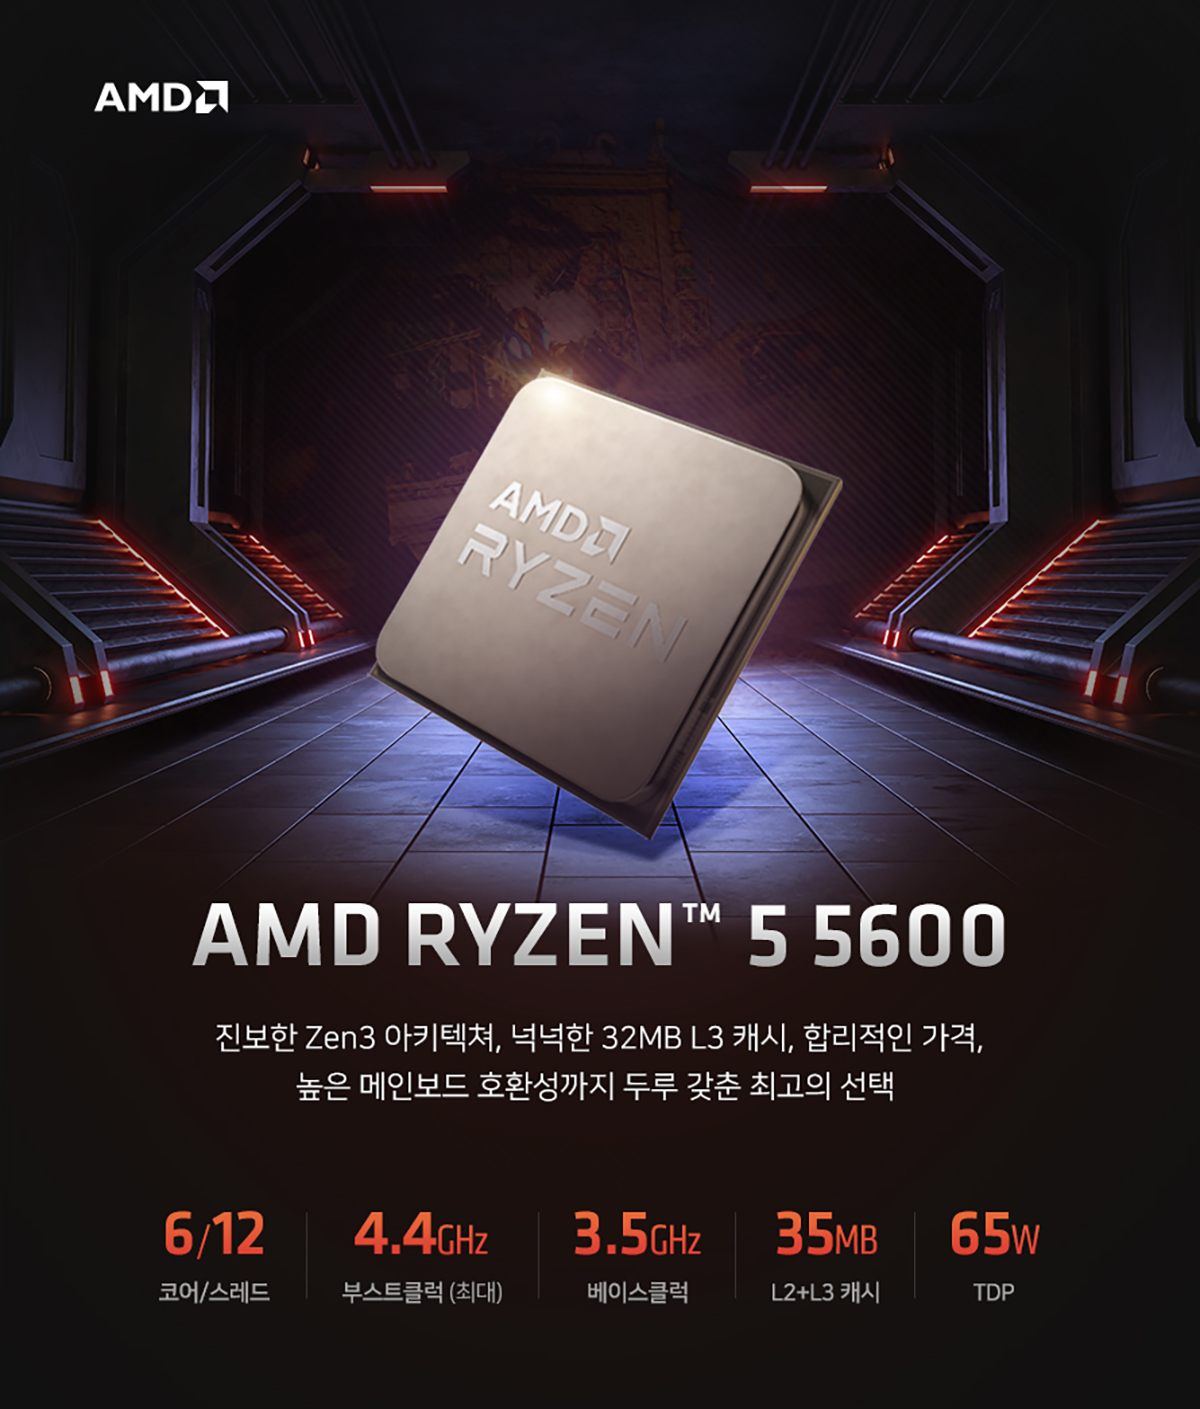 AMD
AMD
RYZEN
AMD RYZEN™ 5 5600
진보한 Zen3 아키텍쳐, 넉넉한 32MB L3 캐시, 합리적인 가격,
높은 메인보드 호환성까지 두루 갖춘 최고의 선택
6/12 4.4GHz 3.5GHz 35MB 65W
코어/스레드 부스트클럭 (최대) 베이스클럭 L2+L3 캐시 TDP